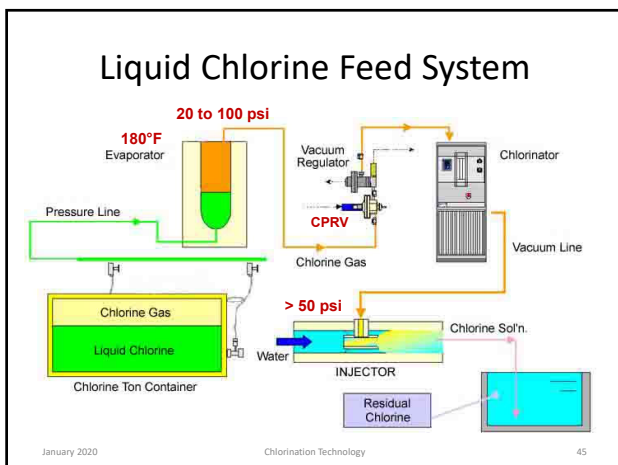 Liquid Chlorine Feed System
20 to 100 psi
180°F
Evaporator
Vacuum
Regulator
Chlorinator
Pressure Line
CPRV
Vacuum Line
Chlorine Gas
> 50 psi
Chlorine Gas
Chlorine Sol'n.
Liquid Chlorine
Water
INJECTOR
Chlorine Ton Container
Residual
Chlorine
January 2020
Chlorination Technology
45